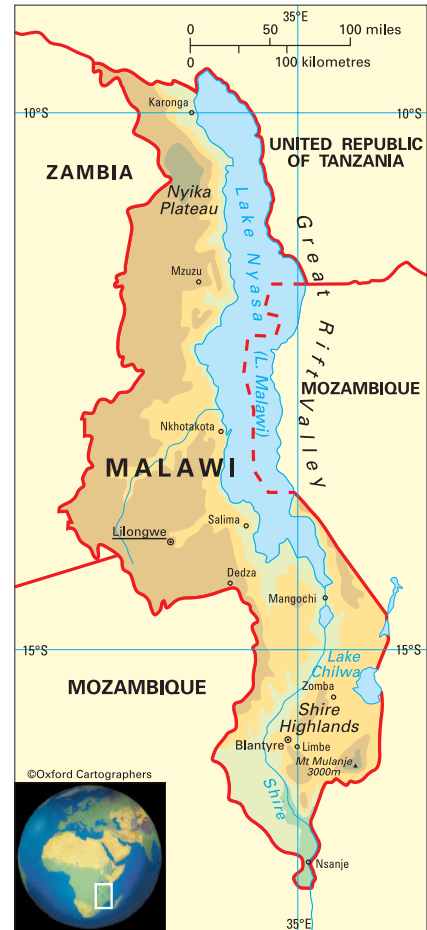 35°E
0 50 100 miles
0 100 kilometres
Karonga
10°S
10°S
UNITED REPUBLIC
OF TANZANIA
ZAMBIA
Nyika
Plateau
Lake Nyasa
(L. Malawi)
Great Rift Valley
Mzuzu
MOZAMBIQUE
Nkhotakota
MALAWI
Salima
Lilongwe
Dedza
Mangochi
15°S
15°S
Lake
Chilwa
MOZAMBIQUE
Zomba
Shire
Highlands
Blantyre
Limbe
Mt Mulanje
3000m
©Oxford Cartographers
Shire
Nsanje
35°E